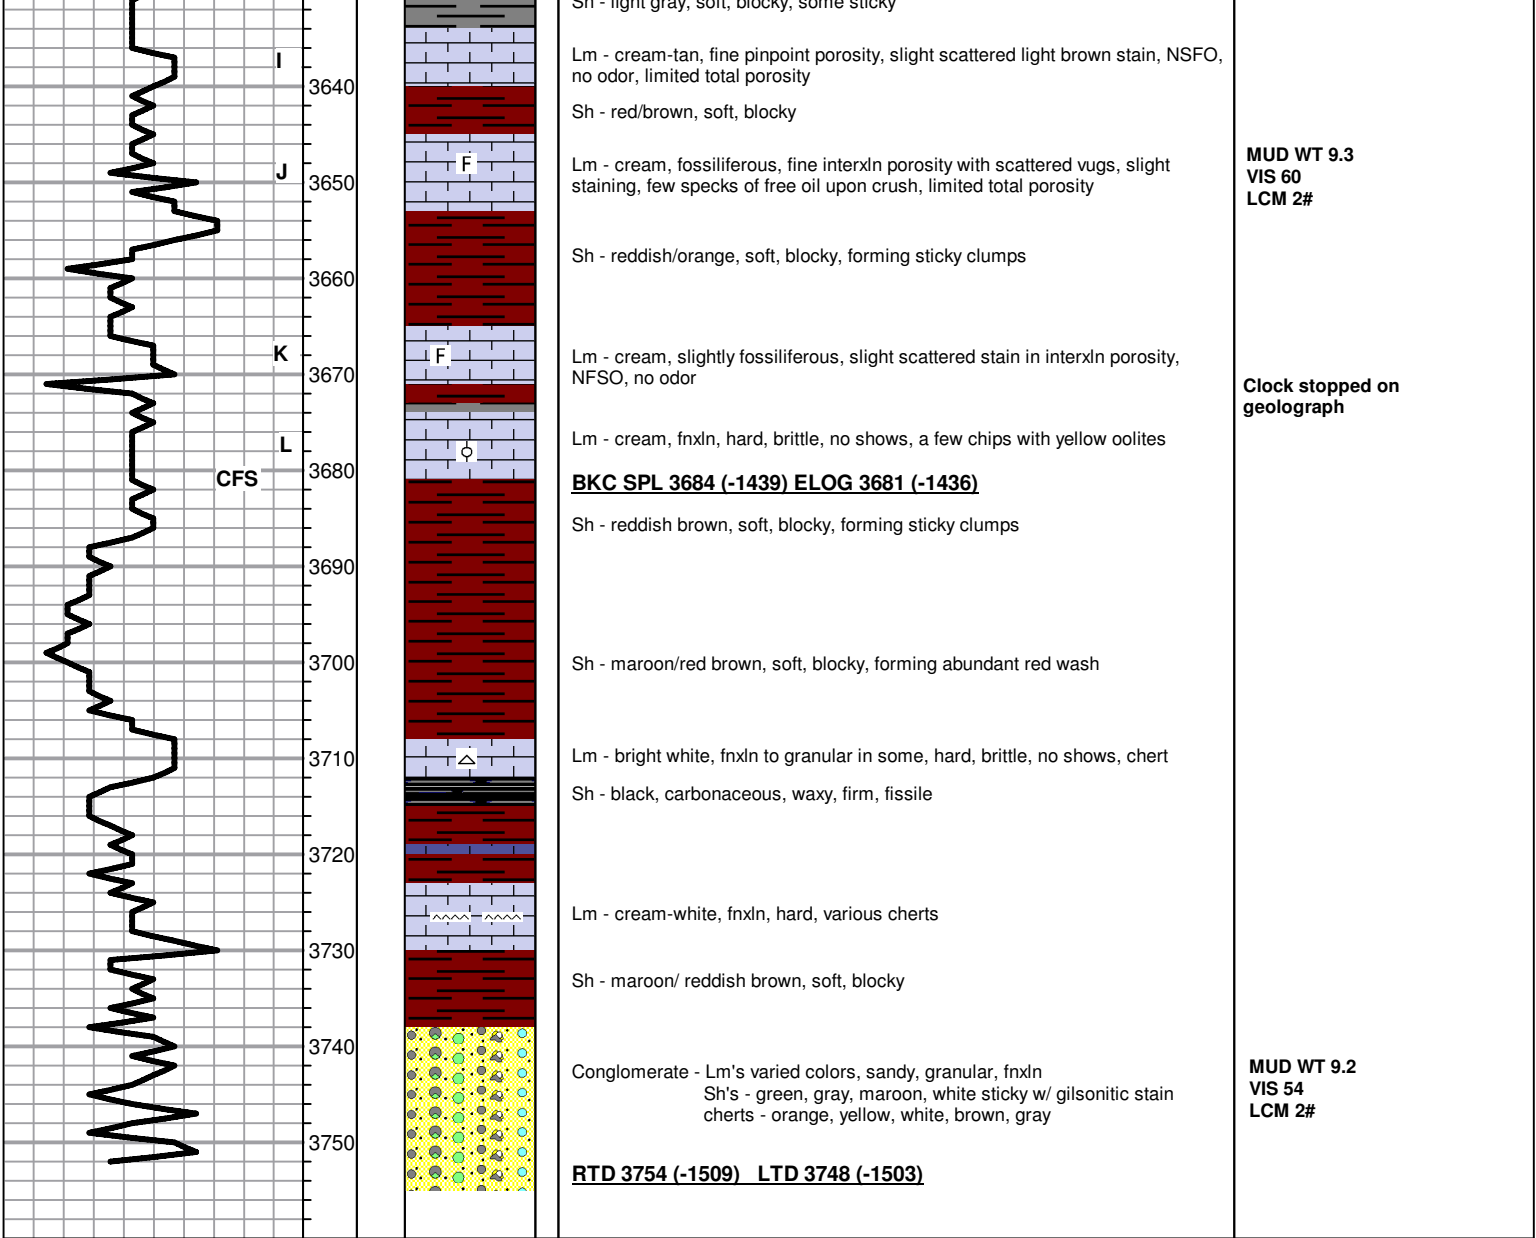 Sh - light gray, soft, blocky, some sticky
I
Lm - cream-tan, fine pinpoint porosity, slight scattered light brown stain, NSFO,
no odor, limited total porosity
3640
Sh - red/brown, soft, blocky
J
F
Lm - cream, fossiliferous, fine interxln porosity with scattered vugs, slight
staining, few specks of free oil upon crush, limited total porosity
MUD WT 9.3
VIS 60
LCM 2#
3650
Sh - reddish/orange, soft, blocky, forming sticky clumps
3660
K
F
Lm - cream, slightly fossiliferous, slight scattered stain in interxln porosity,
NFSO, no odor
3670
Clock stopped on
geolograph
L
Lm - cream, fnxln, hard, brittle, no shows, a few chips with yellow oolites
3680
CFS
BKC SPL 3684 (-1439) ELOG 3681 (-1436)
Sh - reddish brown, soft, blocky, forming sticky clumps
3690
3700
Sh - maroon/red brown, soft, blocky, forming abundant red wash
3710
Lm - bright white, fnxln to granular in some, hard, brittle, no shows, chert
Sh - black, carbonaceous, waxy, firm, fissile
3720
Lm - cream-white, fnxln, hard, various cherts
3730
Sh - maroon/ reddish brown, soft, blocky
3740
Conglomerate - Lm's varied colors, sandy, granular, fnxln
Sh's - green, gray, maroon, white sticky w/ gilsonitic stain
cherts - orange, yellow, white, brown, gray
MUD WT 9.2
VIS 54
LCM 2#
3750
RTD 3754 (-1509) LTD 3748 (-1503)